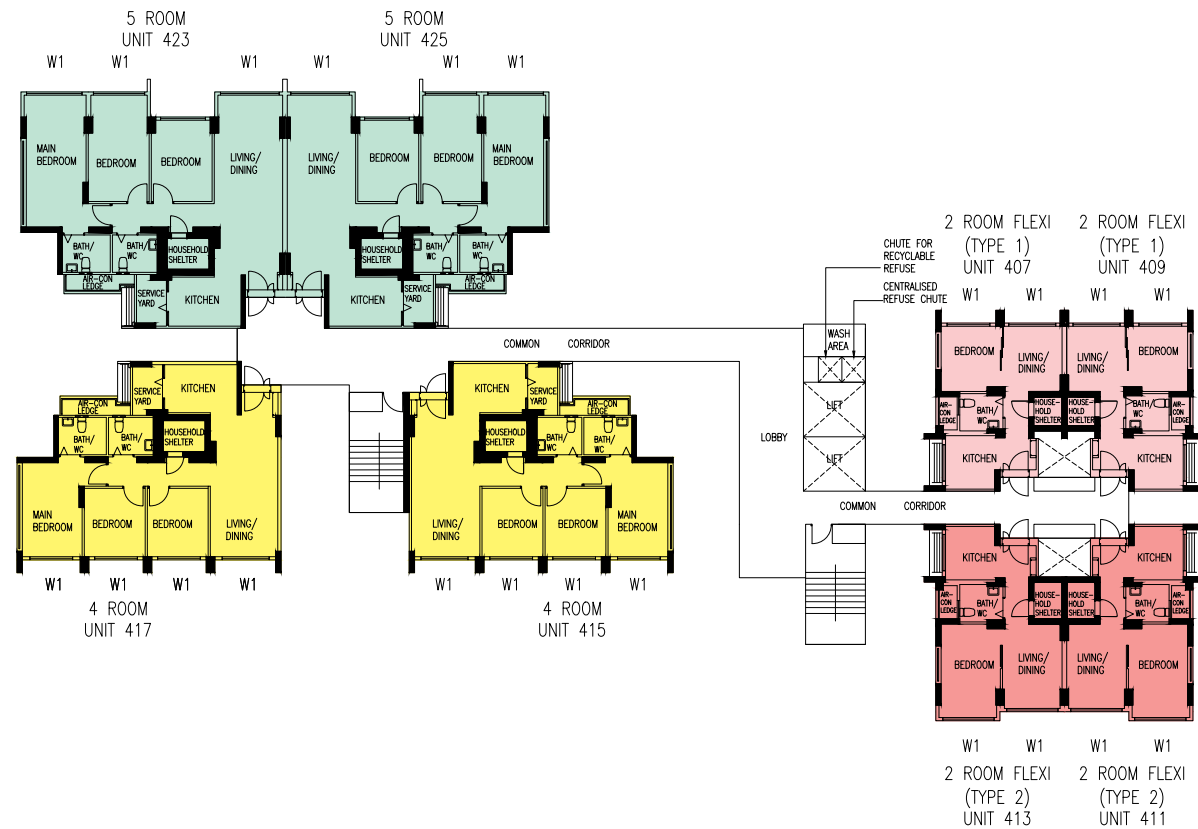 5 ROOM
UNIT 423
5 ROOM
UNIT 425
W1 W1 W1 W1 W1 W1
MAIN
BEDROOM
BEDROOM
BEDROOM
LIVING/
DINING
LIVING/
DINING
BEDROOM
BEDROOM
MAIN
BEDROOM
BATH/
WC
BATH/
WC
HOUSEHOLD
SHELTER
HOUSEHOLD
SHELTER
BATH/
WC
BATH/
WC
AIR-CON
LEDGE
SERVICE
YARD
KITCHEN
KITCHEN
SERVICE
YARD
AIR-CON
LEDGE
2 ROOM FLEXI
(TYPE 1)
UNIT 407
2 ROOM FLEXI
(TYPE 1)
UNIT 409
CHUTE FOR
RECYCLABLE
REFUSE
CENTRALISED
REFUSE CHUTE
W1 W1 W1 W1
WASH
AREA
COMMON CORRIDOR
LIFT
LIFT
LOBBY
BEDROOM
LIVING/
DINING
LIVING/
DINING
BEDROOM
AIR-
CON
LEDGE
BATH/
WC
HOUSE-
HOLD
SHELTER
HOUSE-
HOLD
SHELTER
BATH/
WC
AIR-
CON
LEDGE
KITCHEN
KITCHEN
COMMON CORRIDOR
SERVICE
YARD
KITCHEN
AIR-CON
LEDGE
BATH/
WC
BATH/
WC
HOUSEHOLD
SHELTER
MAIN
BEDROOM
BEDROOM
BEDROOM
LIVING/
DINING
W1 W1 W1 W1
4 ROOM
UNIT 417
KITCHEN
SERVICE
YARD
AIR-CON
LEDGE
HOUSEHOLD
SHELTER
BATH/
WC
BATH/
WC
LIVING/
DINING
BEDROOM
BEDROOM
MAIN
BEDROOM
W1 W1 W1 W1
4 ROOM
UNIT 415
KITCHEN
KITCHEN
AIR-
CON
LEDGE
BATH/
WC
HOUSE-
HOLD
SHELTER
HOUSE-
HOLD
SHELTER
BATH/
WC
AIR-
CON
LEDGE
BEDROOM
LIVING/
DINING
LIVING/
DINING
BEDROOM
W1 W1 W1 W1
2 ROOM FLEXI
(TYPE 2)
UNIT 413
2 ROOM FLEXI
(TYPE 2)
UNIT 411